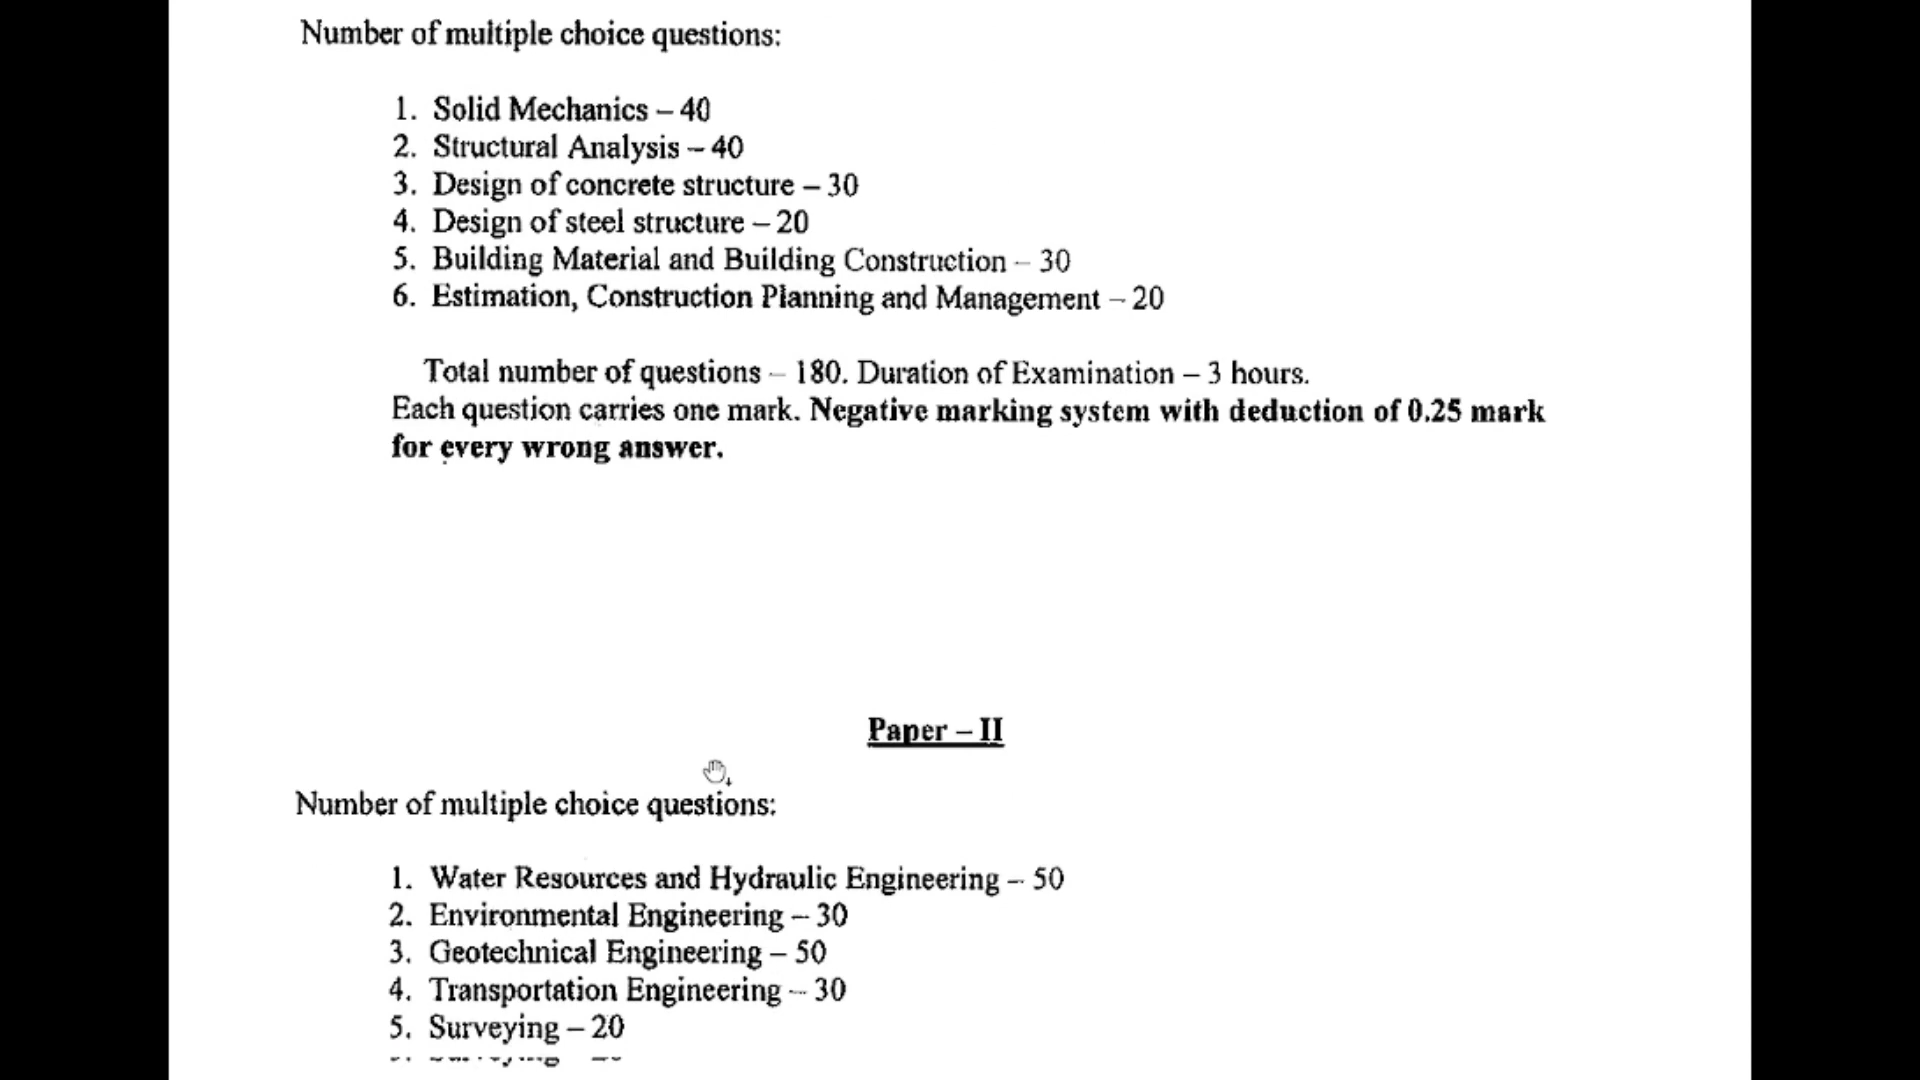 Number of multiple choice questions:
1. Solid Mechanics – 40
2. Structural Analysis – 40
3. Design of concrete structure – 30
4. Design of steel structure – 20
5. Building Material and Building Construction – 30
6. Estimation, Construction Planning and Management – 20
Total number of questions – 180. Duration of Examination – 3 hours.
Each question carries one mark. Negative marking system with deduction of 0.25 mark
for every wrong answer.
Paper – II
Number of multiple choice questions:
1. Water Resources and Hydraulic Engineering – 50
2. Environmental Engineering – 30
3. Geotechnical Engineering – 50
4. Transportation Engineering – 30
5. Surveying – 20